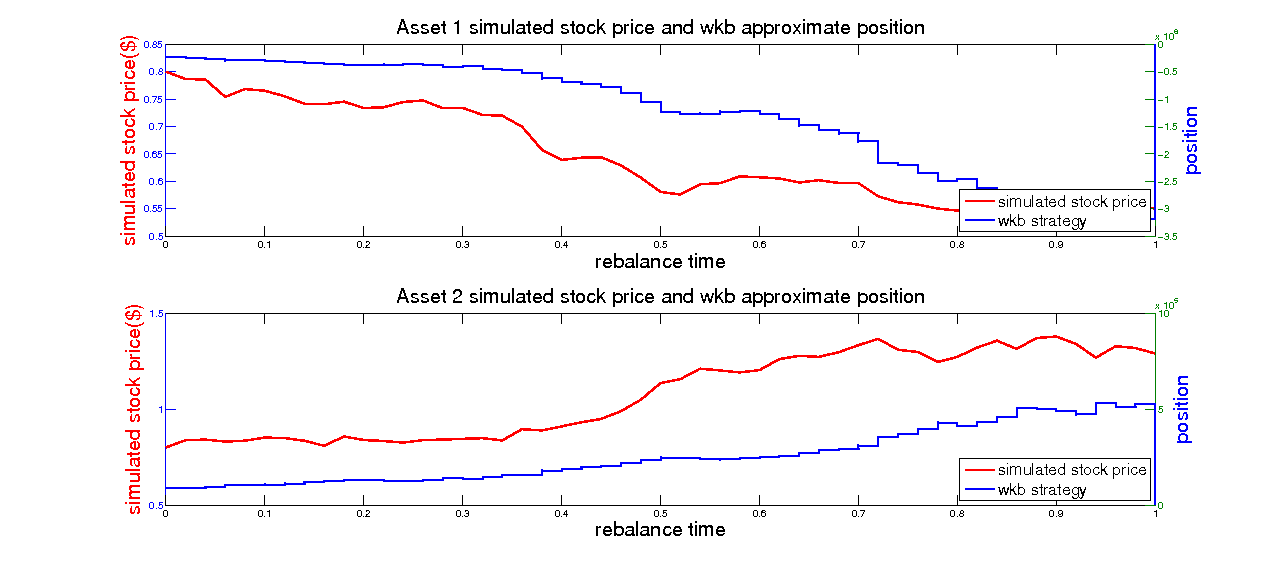 Asset 1 simulated stock price and wkb approximate position
x 10
0.85
0.8
0.75
0.7
0.65
0.6
0.55
0.5
simulated stock price($)
0
−0.5
−1
−1.5
−2
−2.5
−3
−3.5
position
simulated stock price
wkb strategy
0 0.1 0.2 0.3 0.4 0.5 0.6 0.7 0.8 0.9 1
rebalance time
Asset 2 simulated stock price and wkb approximate position
x 10
1.5
1
0.5
simulated stock price($)
10
5
0
position
simulated stock price
wkb strategy
0 0.1 0.2 0.3 0.4 0.5 0.6 0.7 0.8 0.9 1
rebalance time